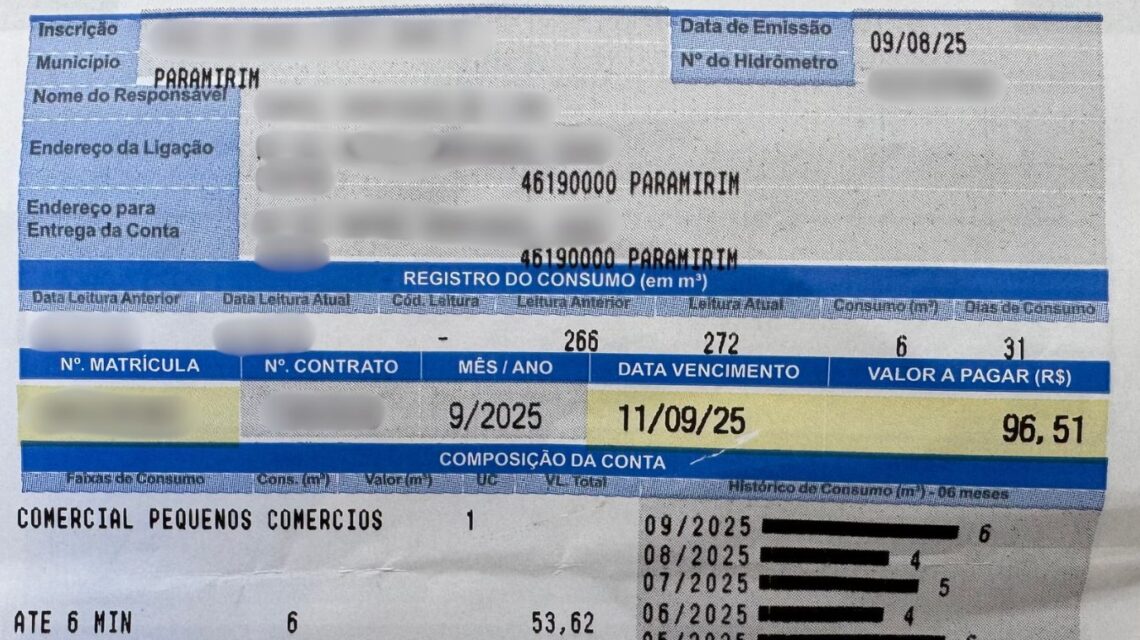 Inscrição
Data de Emissão 09/08/25
Município PARAMIRIM
Nº do Hidrômetro
Nome do Responsável
Endereço da Ligação
46190000 PARAMIRIM
Endereço para
Entrega da Conta
46190000 PARAMIRIM
REGISTRO DO CONSUMO (em m³)
Data Leitura Anterior Data Leitura Atual Cód. Leitura Leitura Anterior Leitura Atual Consumo (m³) Dias de Consumo
- 266 272 6 31
Nº. MATRÍCULA Nº. CONTRATO MÊS / ANO DATA VENCIMENTO VALOR A PAGAR (R$)
9/2025 11/09/25 96,51
COMPOSIÇÃO DA CONTA
Faixas de Consumo Cons. (m³) Valor (m³) UC VL. Total
Histórico de Consumo (m³) - 06 meses
COMERCIAL PEQUENOS COMERCIOS 1
09/2025 6
08/2025 4
07/2025 5
06/2025 4
ATE 6 MIN 6 53,62
05/2025 6